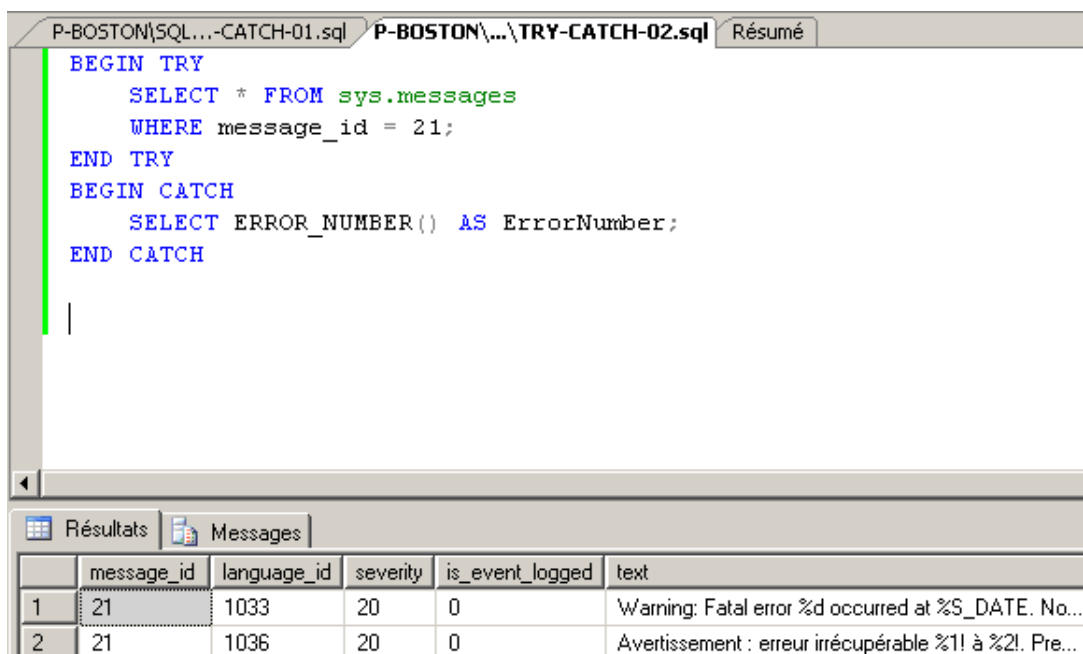 P-BOSTON\SQL...-CATCH-01.sql P-BOSTON\...\TRY-CATCH-02.sql Résumé
BEGIN TRY
SELECT * FROM sys.messages
WHERE message_id = 21;
END TRY
BEGIN CATCH
SELECT ERROR_NUMBER() AS ErrorNumber;
END CATCH
Résultats Messages
message_id language_id severity is_event_logged text
1 21 1033 20 0 Warning: Fatal error %d occurred at %S_DATE. No...
2 21 1036 20 0 Avertissement : erreur irrécupérable %1! à %2!. Pre...